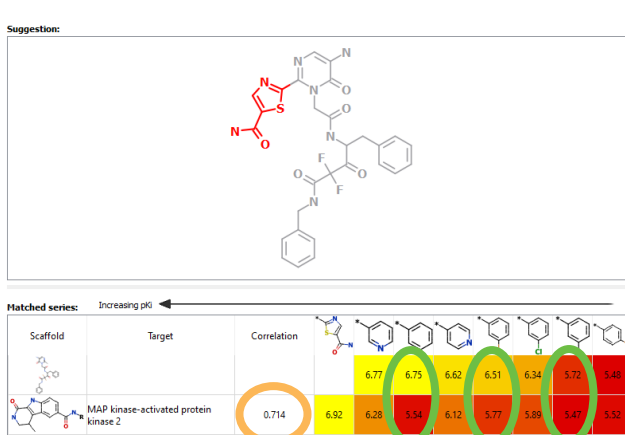 Suggestion:
N
N
N
O
N
S
O
N
O
N
F
O
O
F
N
Matched series:
Increasing pKi
Scaffold
Target
Correlation
N
S
N
O
N
N
Cl
6.77 6.75 6.62 6.51 6.34 5.72 5.48
MAP kinase-activated protein
kinase 2
0.714
6.92 6.28 5.54 6.12 5.77 5.89 5.47 5.52